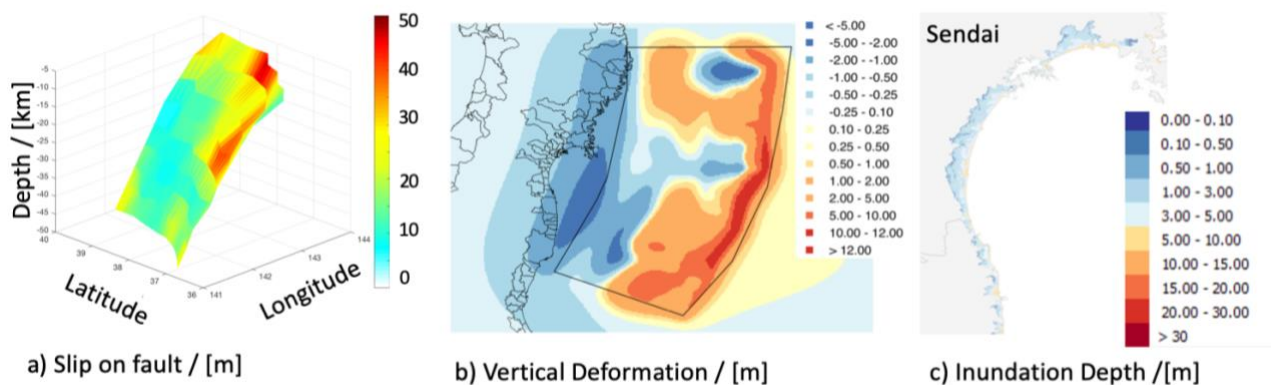 50
40
30
20
10
0
-5
-10
-15
-20
-25
-30
-35
-40
-45
-50
Depth / [km]
40
39
38
37
36
Latitude
141
142
143
144
Longitude
a) Slip on fault / [m]
< -5.00
-5.00 - -2.00
-2.00 - -1.00
-1.00 - -0.50
-0.50 - -0.25
-0.25 - 0.10
0.10 - 0.25
0.25 - 0.50
0.50 - 1.00
1.00 - 2.00
2.00 - 5.00
5.00 - 10.00
10.00 - 12.00
> 12.00
b) Vertical Deformation / [m]
Sendai
0.00 - 0.10
0.10 - 0.50
0.50 - 1.00
1.00 - 3.00
3.00 - 5.00
5.00 - 10.00
10.00 - 15.00
15.00 - 20.00
20.00 - 30.00
> 30
c) Inundation Depth /[m]